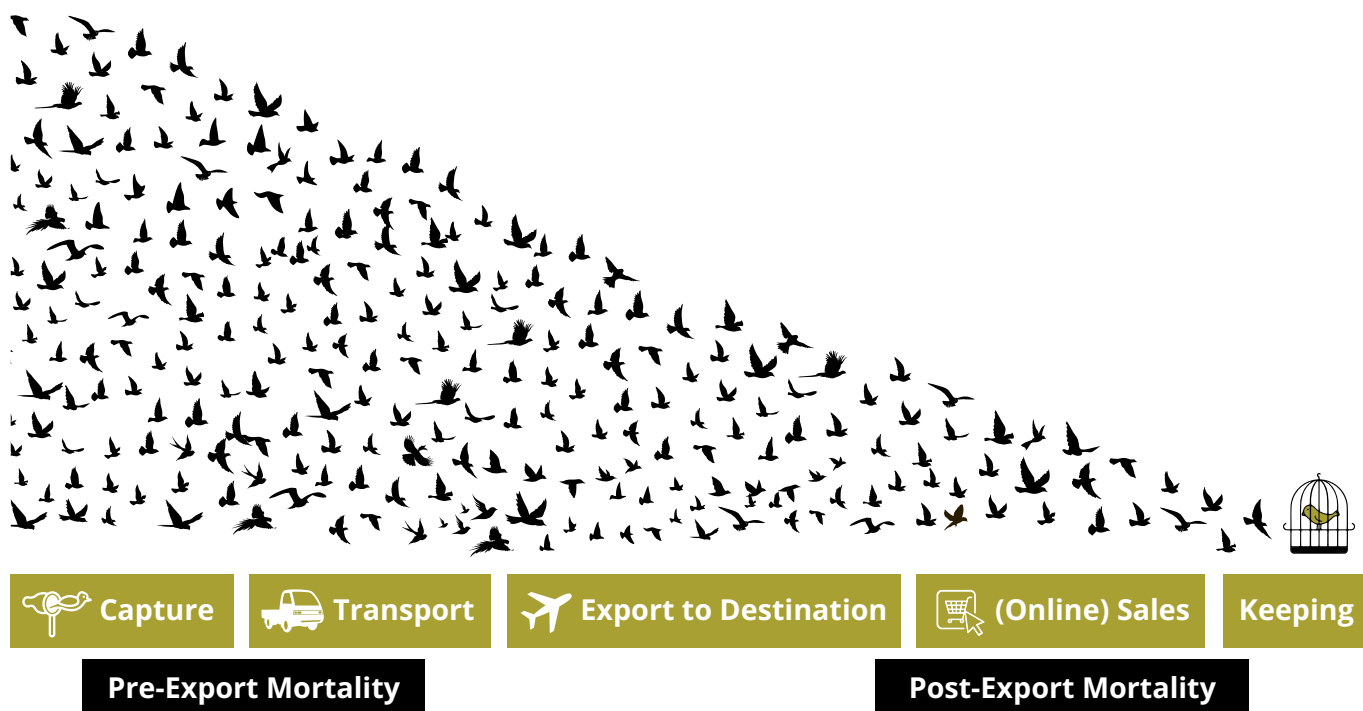 Capture
Transport
Export to Destination
(Online) Sales
Keeping
Pre-Export Mortality
Post-Export Mortality